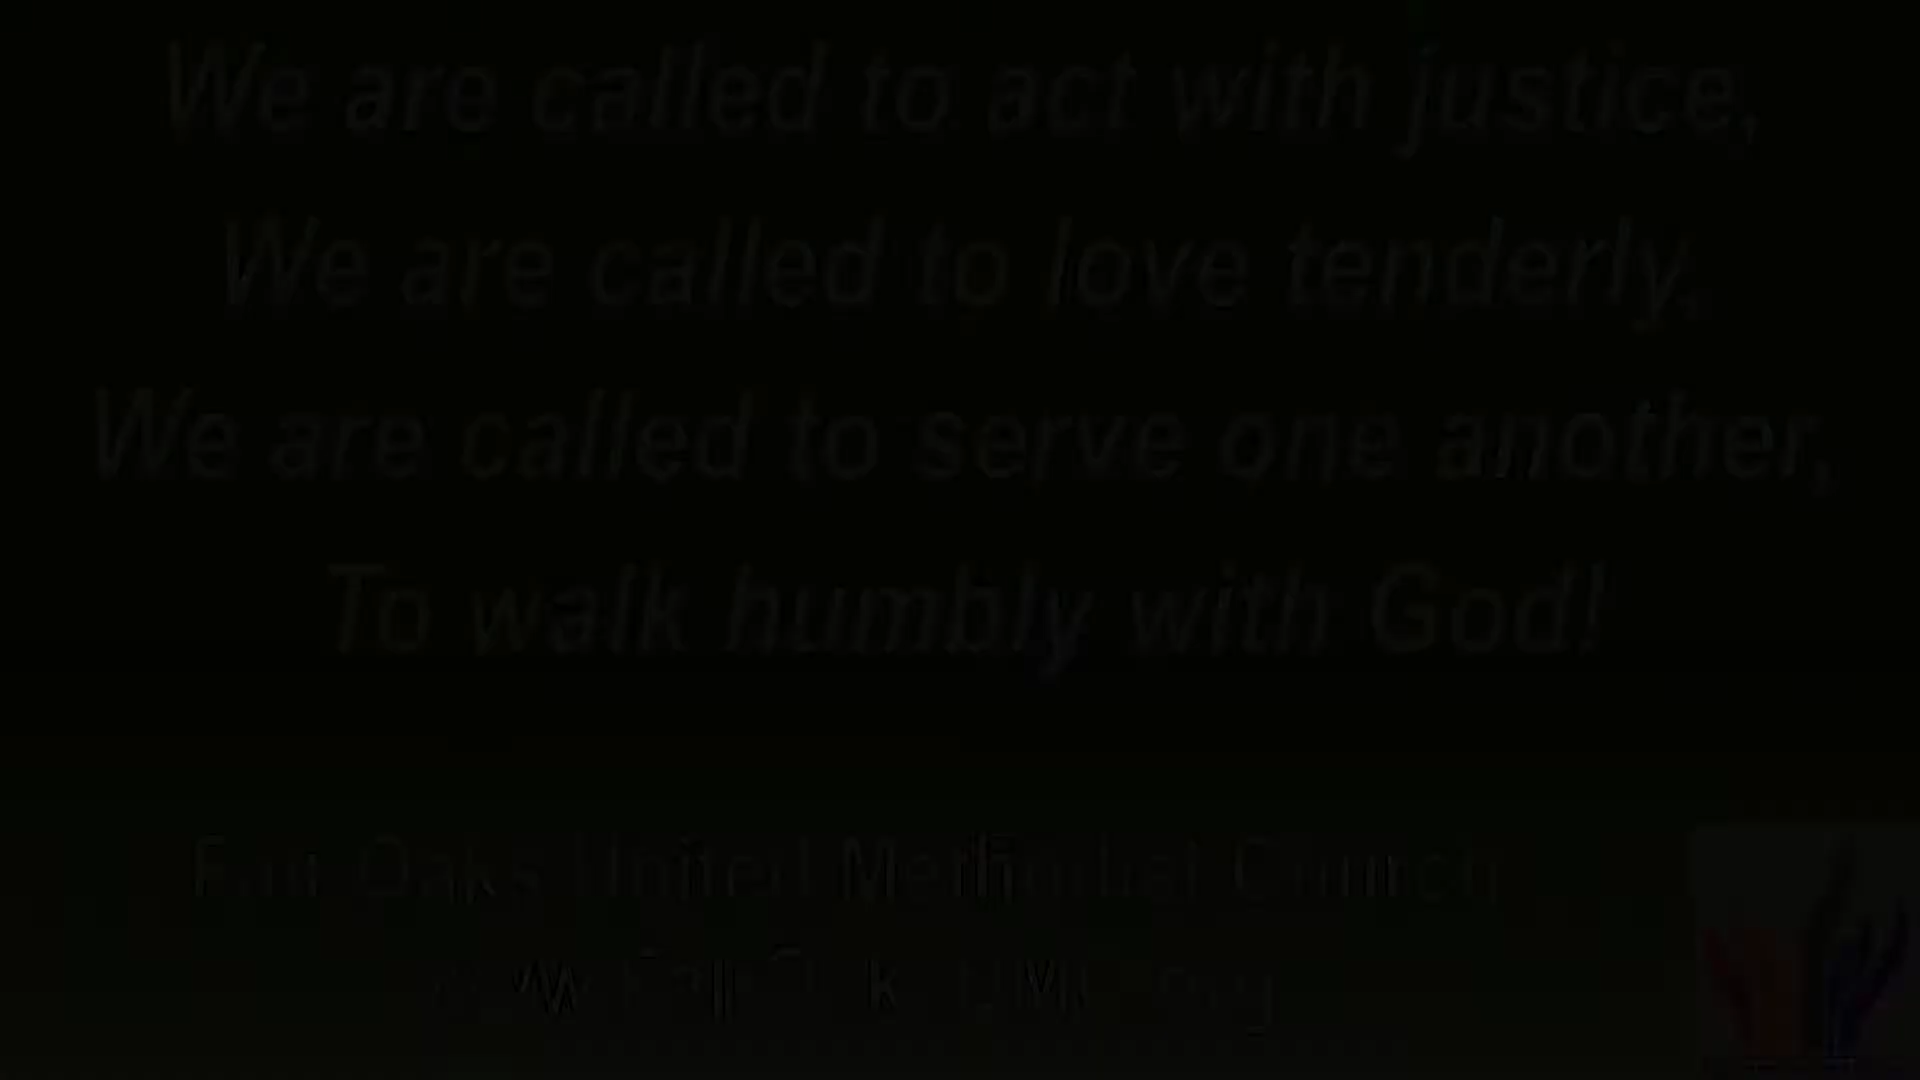 We are called to act with justice,
We are called to love tenderly,
We are called to serve one another,
To walk humbly with God!
Fair Oaks United Methodist Church